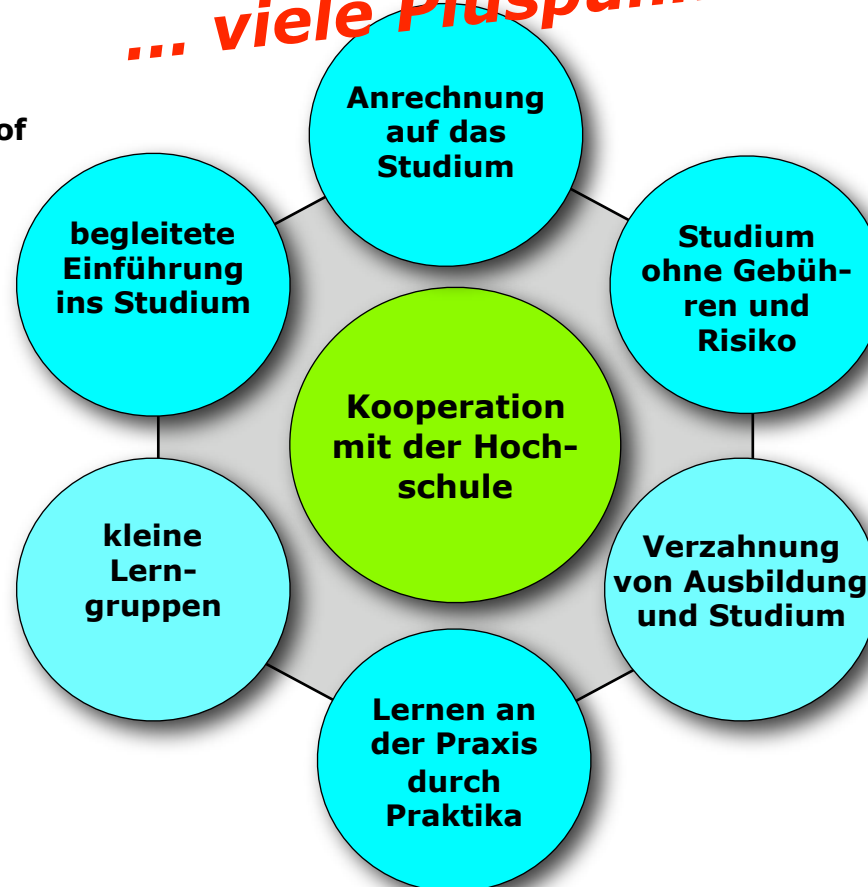 ... viele
of
Anrechnung
auf das
Studium
begleitete
Einführung
ins Studium
Studium
ohne Gebüh-
ren und
Risiko
Kooperation
mit der Hoch-
schule
kleine
Lern-
gruppen
Verzahnung
von Ausbildung
und Studium
Lernen an
der Praxis
durch
Praktika